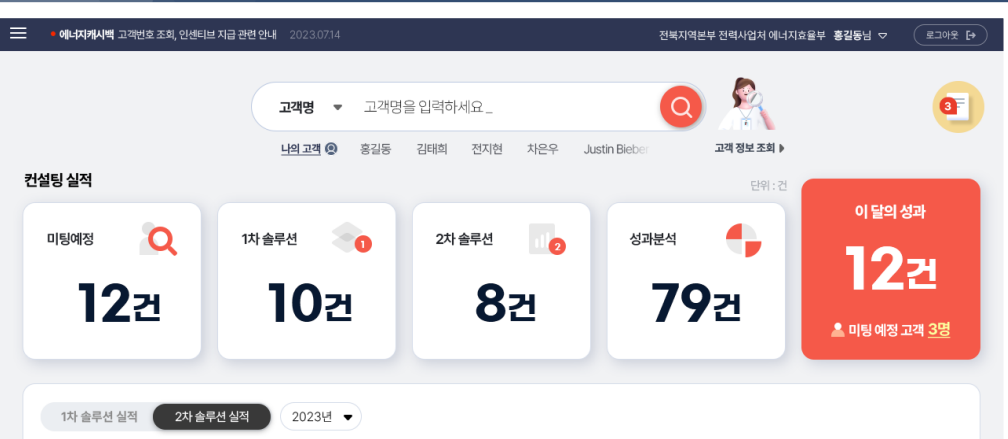 에너지캐시백 고객번호 조회, 인센티브 지급 관련 안내 2023.07.14 전북지역본부 전력사업처 에너지효율부 홍길동님 로그아웃
고객명 고객명을 입력하세요_
3
나의 고객 홍길동 김태희 전지현 차은우 Justin Bieber 고객 정보 조회
컨설팅 실적 단위 : 건
미팅예정 1차 솔루션 1 2차 솔루션 2 성과분석 이 달의 성과
12건 10건 8건 79건 12건
미팅 예정 고객 3명
1차 솔루션 실적 2차 솔루션 실적 2023년